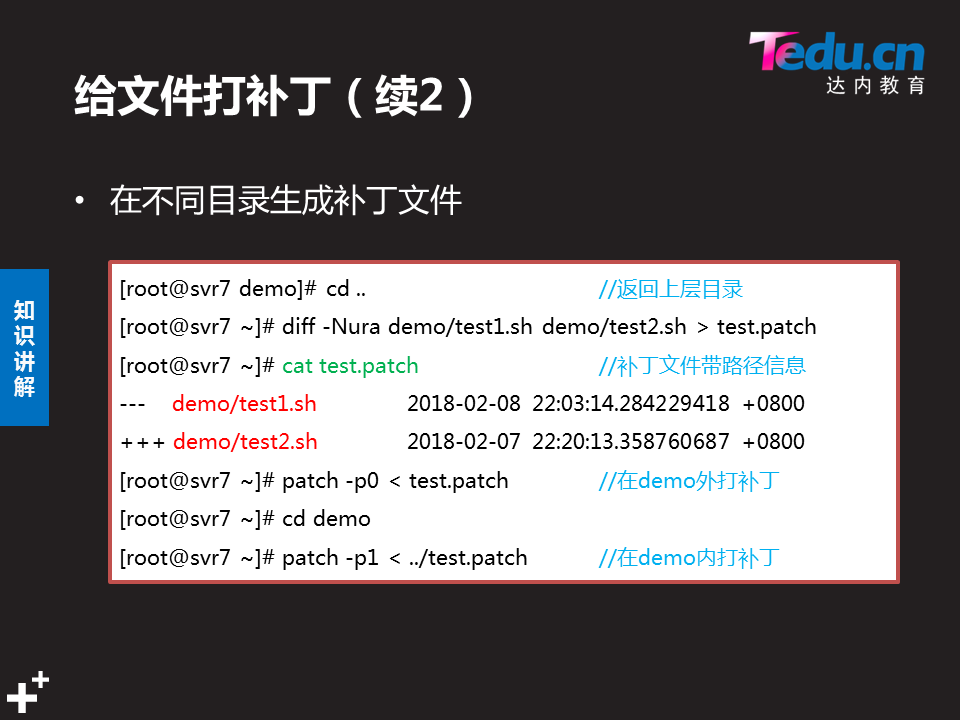 Tedu.cn
达内教育
给文件打补丁（续2）
• 在不同目录生成补丁文件
知识讲解
[root@svr7 demo]# cd .. //返回上层目录
[root@svr7 ~]# diff -Nura demo/test1.sh demo/test2.sh > test.patch
[root@svr7 ~]# cat test.patch //补丁文件带路径信息
--- demo/test1.sh 2018-02-08 22:03:14.284229418 +0800
+++ demo/test2.sh 2018-02-07 22:20:13.358760687 +0800
[root@svr7 ~]# patch -p0 < test.patch //在demo外打补丁
[root@svr7 ~]# cd demo
[root@svr7 ~]# patch -p1 < ../test.patch //在demo内打补丁